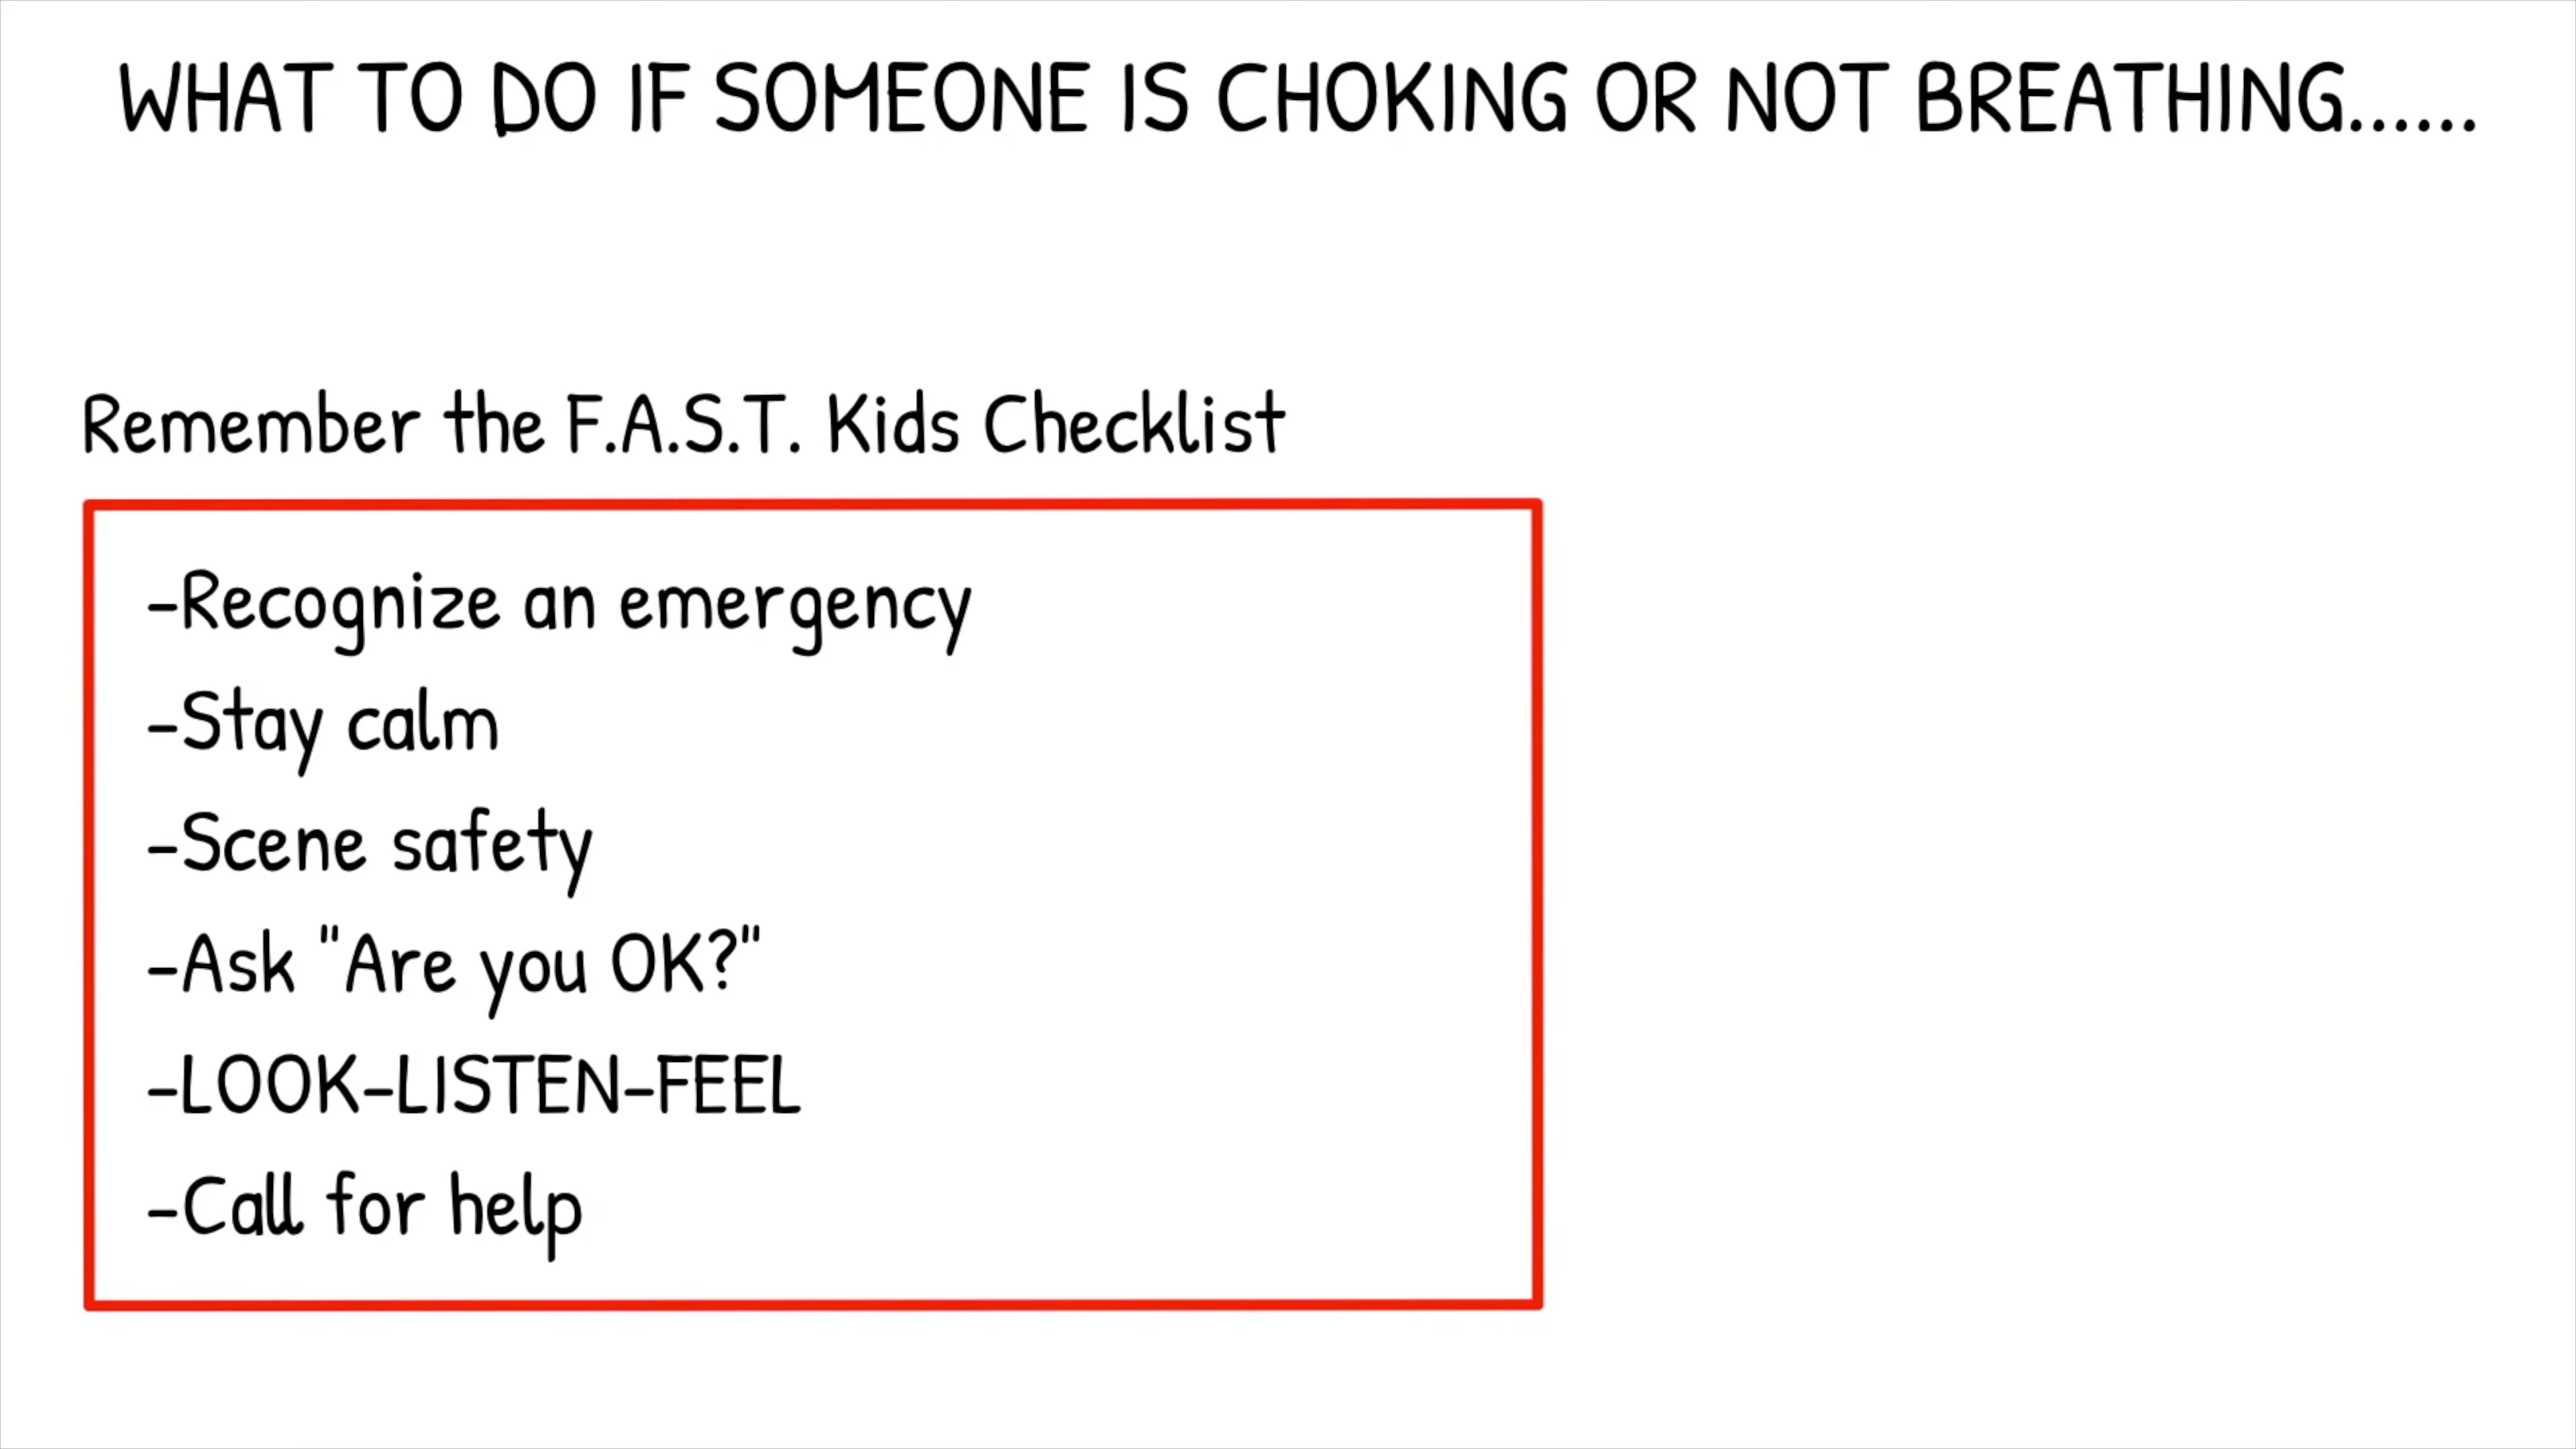 WHAT TO DO IF SOMEONE IS CHOKING OR NOT BREATHING......
Remember the F.A.S.T. Kids Checklist
-Recognize an emergency
-Stay calm
-Scene safety
-Ask "Are you OK?"
-LOOK-LISTEN-FEEL
-Call for help